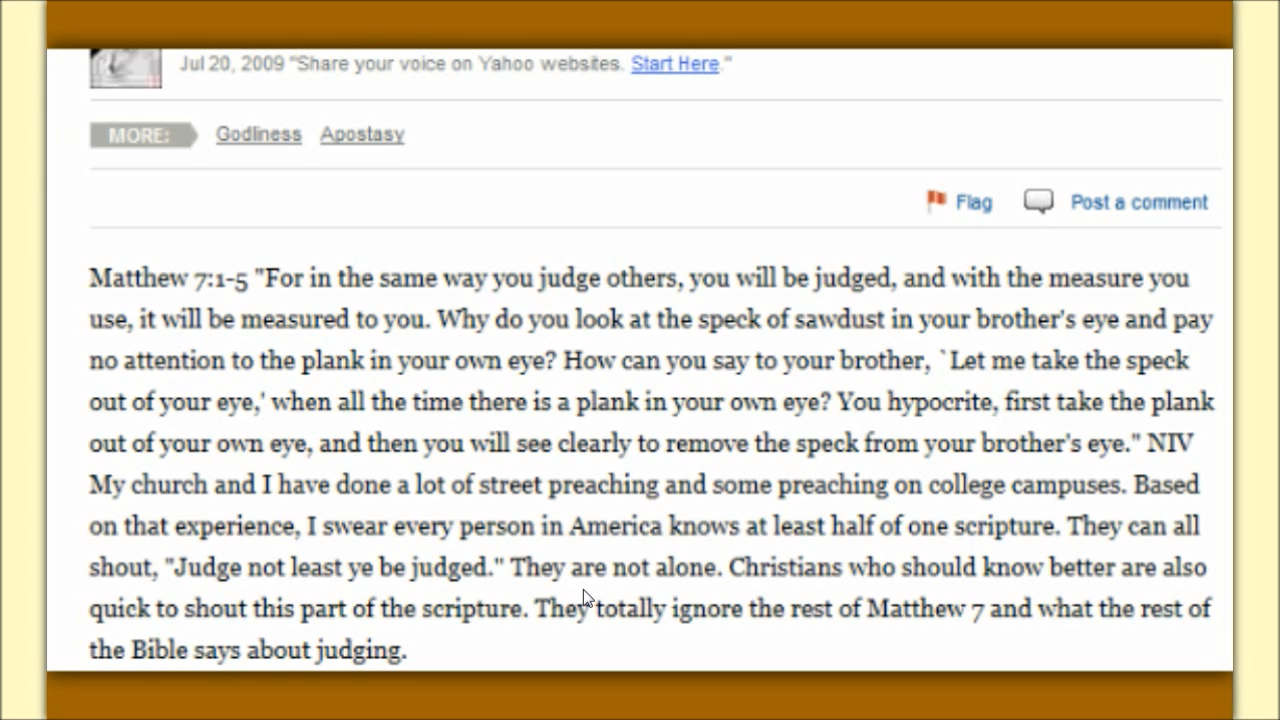 Jul 20, 2009 "Share your voice on Yahoo websites. Start Here."
MORE: Godliness Apostasy
Flag Post a comment
Matthew 7:1-5 "For in the same way you judge others, you will be judged, and with the measure you
use, it will be measured to you. Why do you look at the speck of sawdust in your brother's eye and pay
no attention to the plank in your own eye? How can you say to your brother, `Let me take the speck
out of your eye,' when all the time there is a plank in your own eye? You hypocrite, first take the plank
out of your own eye, and then you will see clearly to remove the speck from your brother's eye." NIV
My church and I have done a lot of street preaching and some preaching on college campuses. Based
on that experience, I swear every person in America knows at least half of one scripture. They can all
shout, "Judge not least ye be judged." They are not alone. Christians who should know better are also
quick to shout this part of the scripture. They totally ignore the rest of Matthew 7 and what the rest of
the Bible says about judging.